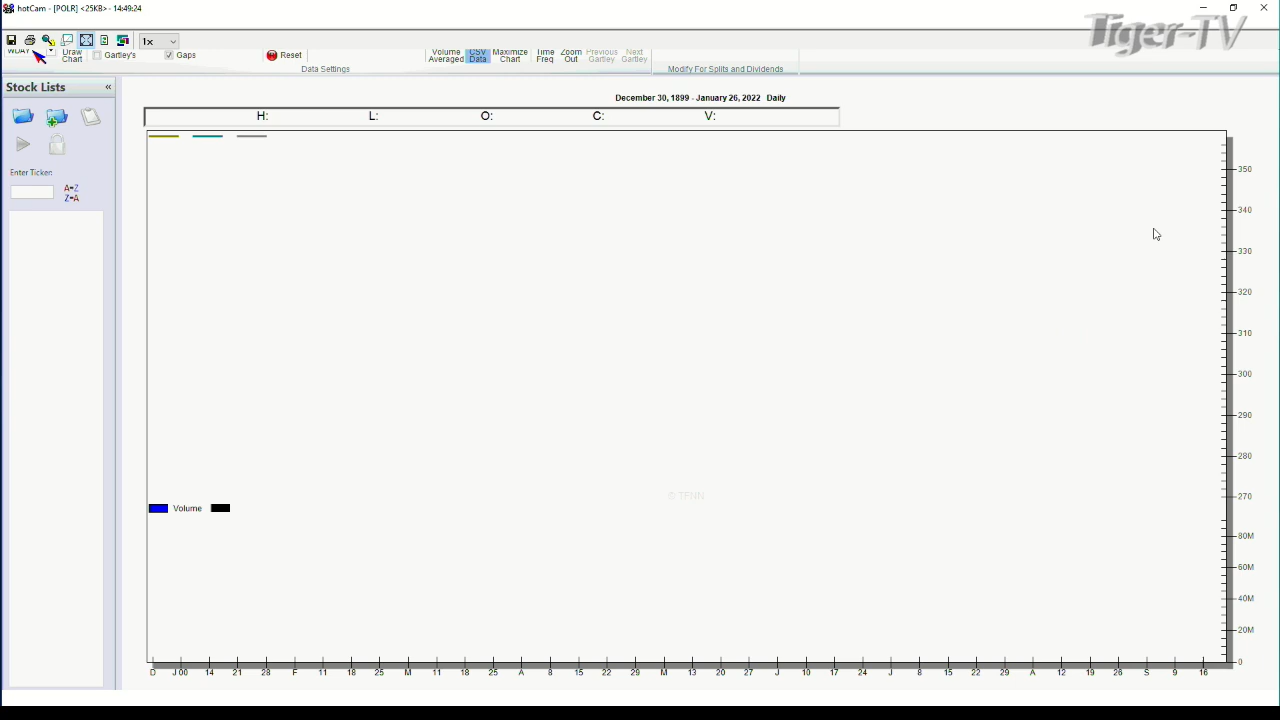 hotCam - [POLR] <25KB> - 14:49:24
Tiger-TV
1x
WDAY
Draw Chart
Gartley's
Gaps
Reset
Volume Averaged
CSV Data
Maximize Chart
Time Freq
Zoom Out
Previous Gartley
Next Gartley
Data Settings
Modify For Splits and Dividends
Stock Lists «
Enter Ticker:
A=Z
Z=A
December 30, 1899 - January 26, 2022 Daily
H: L: O: C: V:
350
340
330
320
310
300
290
280
270
© TFNN
Volume
80M
60M
40M
20M
0
D J 00 14 21 28 F 11 18 25 M 11 18 25 A 8 15 22 29 M 13 20 27 J 10 17 24 J 8 15 22 29 A 12 19 26 S 9 16